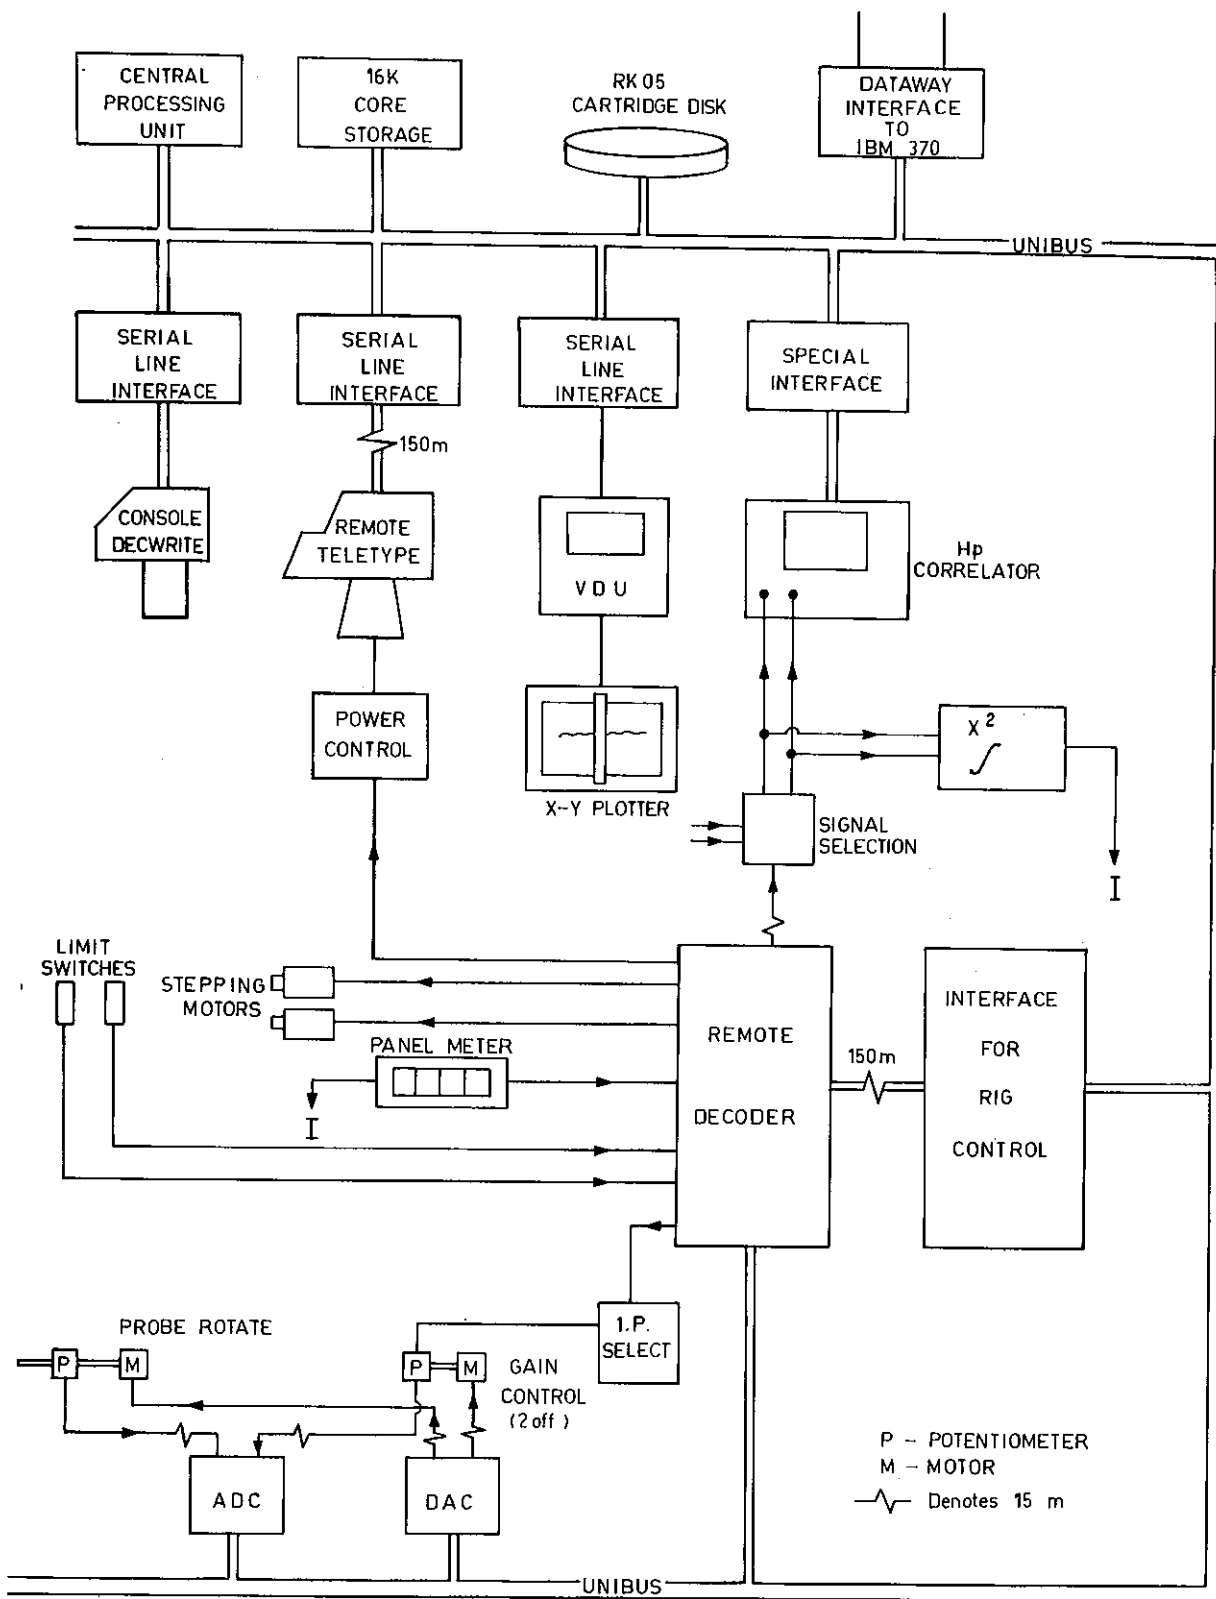 CENTRAL
PROCESSING
UNIT
16K
CORE
STORAGE
RK05
CARTRIDGE DISK
DATAWAY
INTERFACE
TO
IBM 370
UNIBUS
SERIAL
LINE
INTERFACE
SERIAL
LINE
INTERFACE
SERIAL
LINE
INTERFACE
SPECIAL
INTERFACE
150m
CONSOLE
DECWRITE
REMOTE
TELETYPE
VDU
Hp
CORRELATOR
POWER
CONTROL
X-Y PLOTTER
X²
∫
SIGNAL
SELECTION
I
LIMIT
SWITCHES
STEPPING
MOTORS
PANEL METER
I
REMOTE
DECODER
150m
INTERFACE
FOR
RIG
CONTROL
1.P.
SELECT
PROBE ROTATE
P
M
P
M
GAIN
CONTROL
(2 off)
ADC
DAC
P - POTENTIOMETER
M - MOTOR
Denotes 15 m
UNIBUS